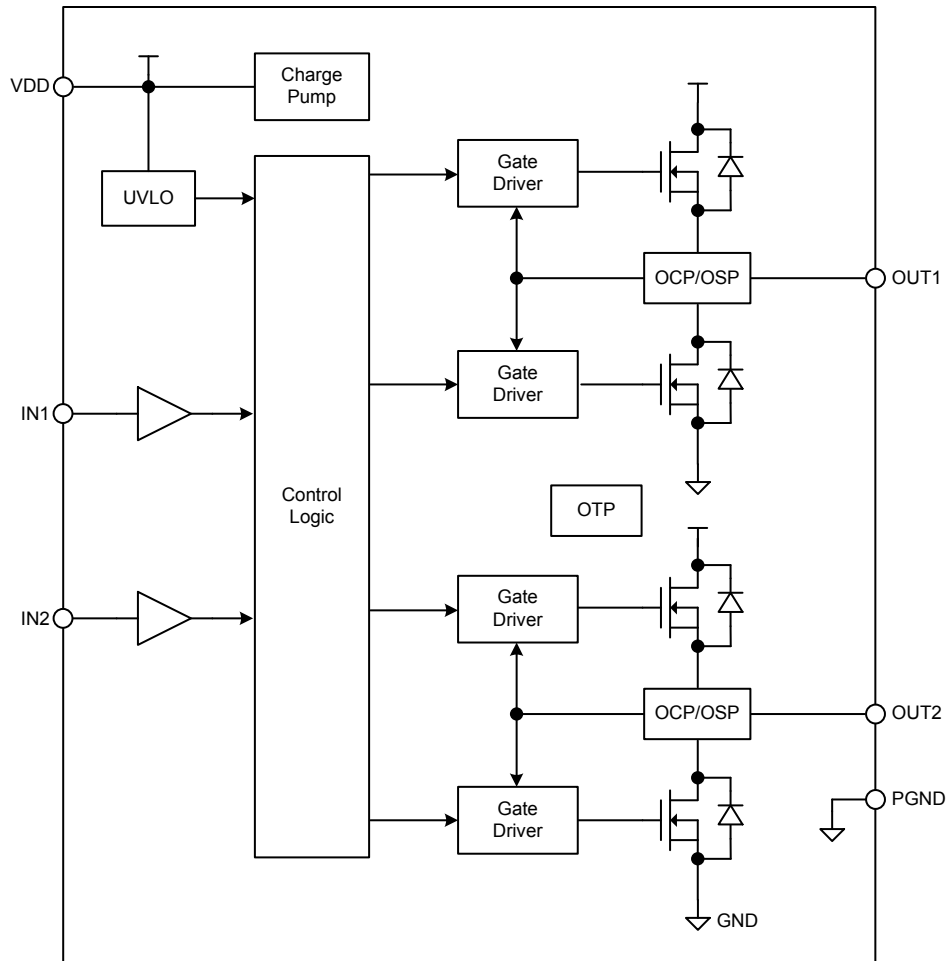 VDD
Charge
Pump
UVLO
Gate
Driver
OCP/OSP
OUT1
Gate
Driver
IN1
Control
Logic
OTP
IN2
Gate
Driver
OCP/OSP
OUT2
Gate
Driver
PGND
GND